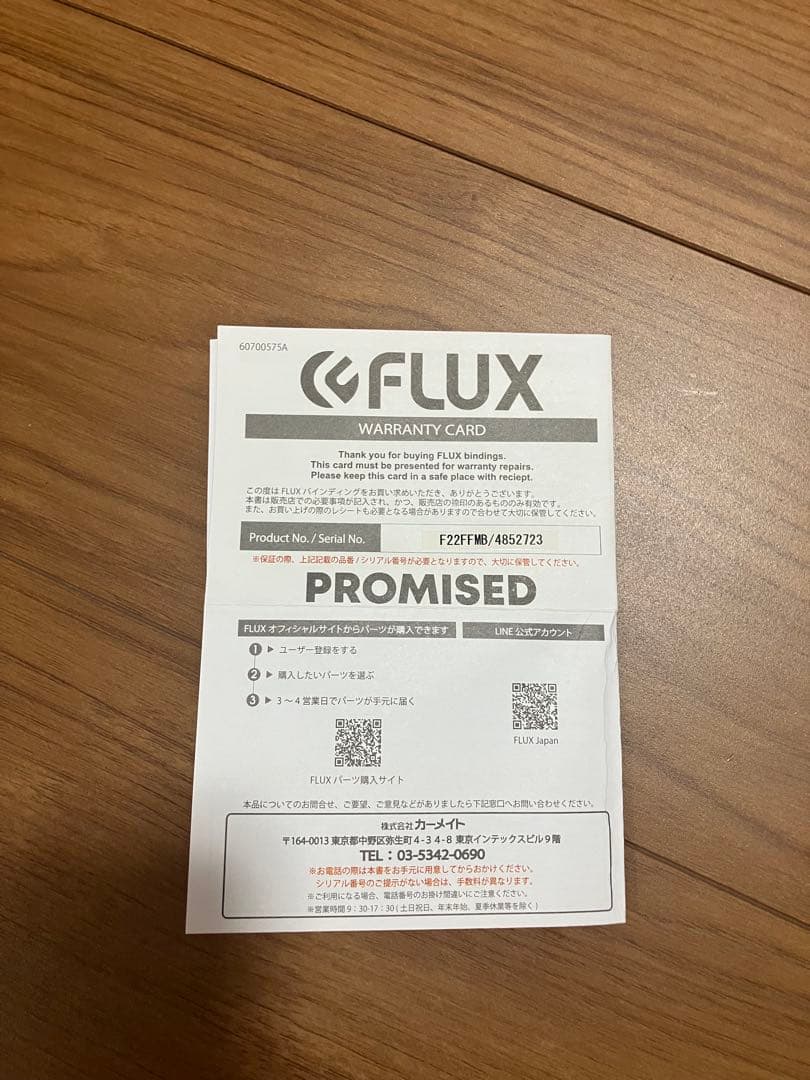 60700575A
FLUX
WARRANTY CARD
Thank you for buying FLUX bindings.
This card must be presented for warranty repairs.
Please keep this card in a safe place with reciept.
この度は FLUX バインディングをお買い求めいただき、ありがとうございます。
本書は販売店での必要事項が記入され、かつ、販売店の捺印のあるもののみ有効です。
また、お買い上げの際のレシートも必要となる場合がありますので合わせて大切に保管してください。
Product No. / Serial No. F22FFMB/4852723
※保証の際、上記記載の品番/シリアル番号が必要となりますので、大切に保管してください。
PROMISED
FLUX オフィシャルサイトからパーツが購入できます
LINE 公式アカウント
1 ▶ ユーザー登録をする
2 ▶ 購入したいパーツを選ぶ
3 ▶ 3～4営業日でパーツが手元に届く
FLUX Japan
FLUX パーツ購入サイト
本品についてのお問合せ、ご要望、ご意見などがありましたら下記窓口へお問い合わせください。
株式会社 カーメイト
〒164-0013 東京都中野区弥生町4-34-8 東京インテックスビル9階
TEL：03-5342-0690
※お電話の際は本書をお手元に用意してからおかけください。
シリアル番号のご提示がない場合は、手数料が異なります。
※ご利用になる場合、電話番号のお掛け間違いにご注意ください。
※営業時間9：30-17：30(土日祝日、年末年始、夏季休業等を除く)